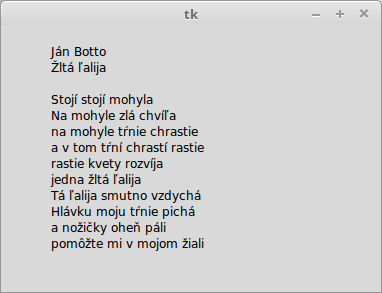 tk
Ján Botto
Žltá ľalija

Stojí stojí mohyla
Na mohyle zlá chvíľa
na mohyle tŕnie chrastie
a v tom tŕní chrastí rastie
rastie kvety rozvíja
jedna žltá ľalija
Tá ľalija smutno vzdychá
Hlávku moju tŕnie pichá
a nožičky oheň páli
pomôžte mi v mojom žiali